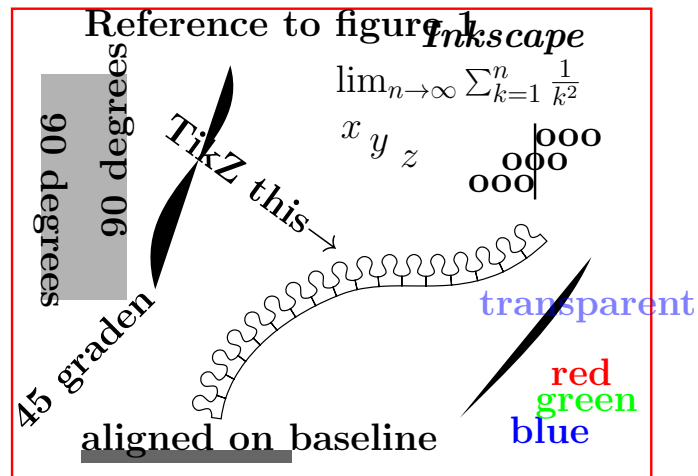 Reference to figure 1
Inkscape
lim n→∞ ∑ n k=1 1/k²
90 degrees
90 degrees
TikZ this→
x y z
OOO
OOO
OOO
transparent
45 graden
red
green
blue
aligned on baseline